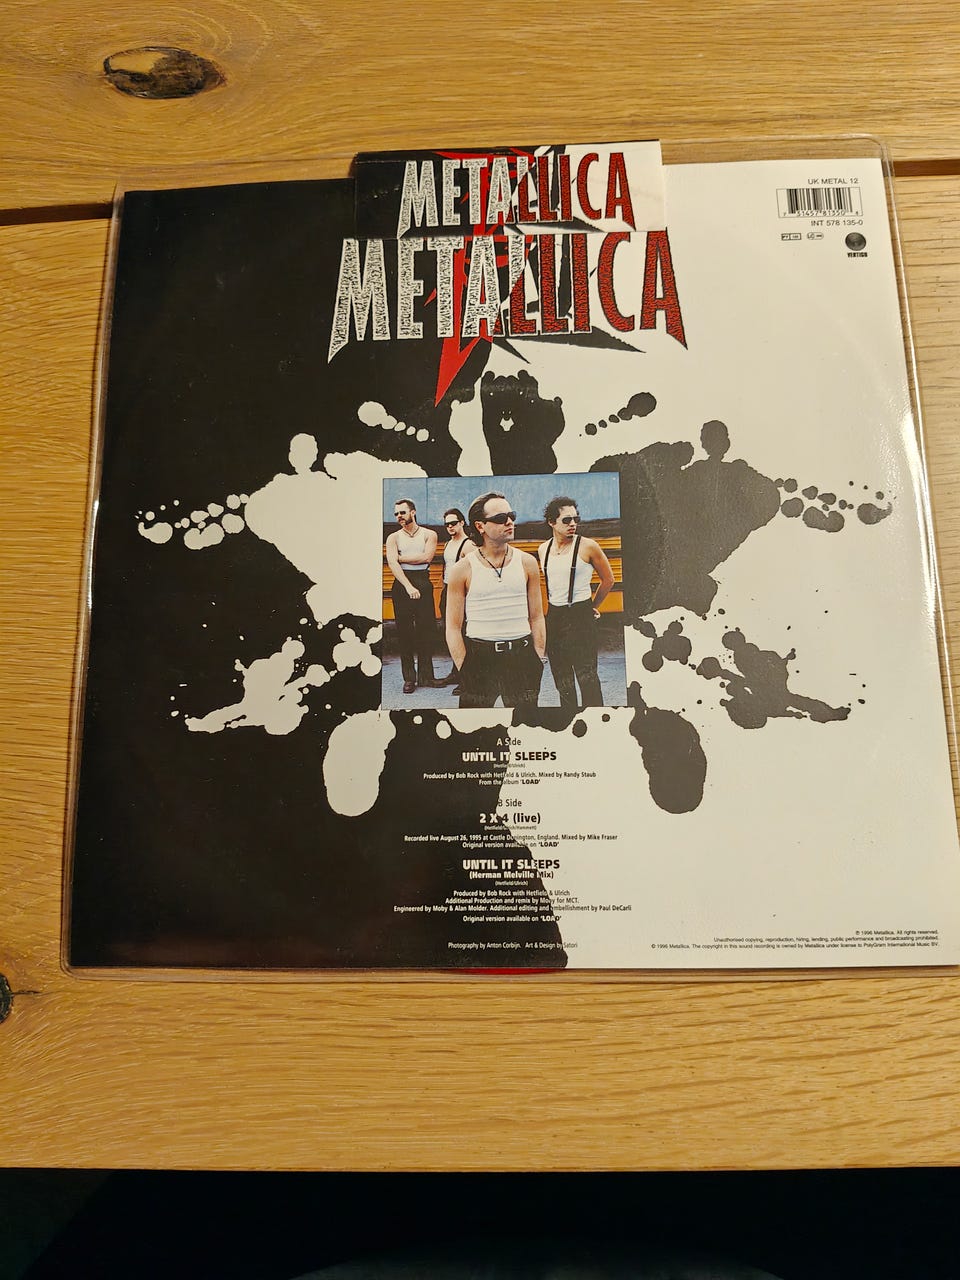 METALLICA
METALLICA
UK METAL 12
7 31457 81350 8
INT 578 135-0
VERTIGO
A Side
UNTIL IT SLEEPS
(Hetfield/Ulrich)
Produced by Bob Rock with Hetfield & Ulrich. Mixed by Randy Staub
From the album 'LOAD'
B Side
2 X 4 (live)
(Hetfield/Ulrich/Hammett)
Recorded live August 26, 1995 at Castle Donington, England. Mixed by Mike Fraser
Original version available on 'LOAD'
UNTIL IT SLEEPS
(Herman Melville Mix)
(Hetfield/Ulrich)
Produced by Bob Rock with Hetfield & Ulrich
Additional Production and remix by Moby for MCT.
Engineered by Moby & Alan Molder. Additional editing and embellishment by Paul DeCarli
Original version available on 'LOAD'
Photography by Anton Corbijn. Art & Design by Satori
℗ 1996 Metallica. All rights reserved.
Unauthorised copying, reproduction, hiring, lending, public performance and broadcasting prohibited.
© 1996 Metallica. The copyright in this sound recording is owned by Metallica under license to PolyGram International Music BV.